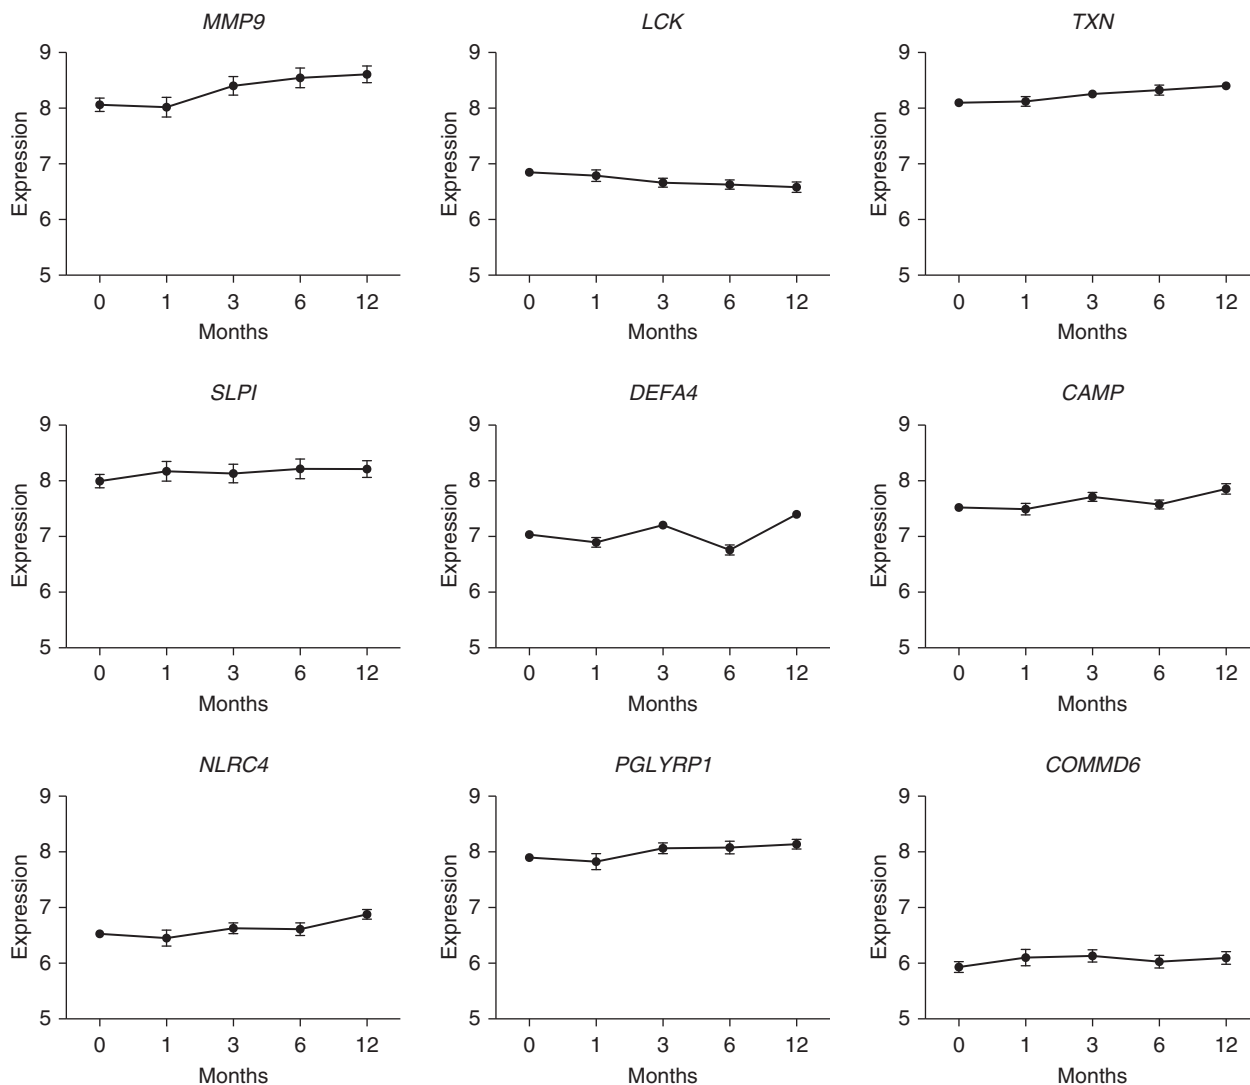 MMP9 LCK TXN
9 9 9
8 8 8
7 7 7
6 6 6
5 5 5
Expression Expression Expression
0 1 3 6 12 0 1 3 6 12 0 1 3 6 12
Months Months Months
SLPI DEFA4 CAMP
9 9 9
8 8 8
7 7 7
6 6 6
5 5 5
Expression Expression Expression
0 1 3 6 12 0 1 3 6 12 0 1 3 6 12
Months Months Months
NLRC4 PGLYRP1 COMMD6
9 9 9
8 8 8
7 7 7
6 6 6
5 5 5
Expression Expression Expression
0 1 3 6 12 0 1 3 6 12 0 1 3 6 12
Months Months Months